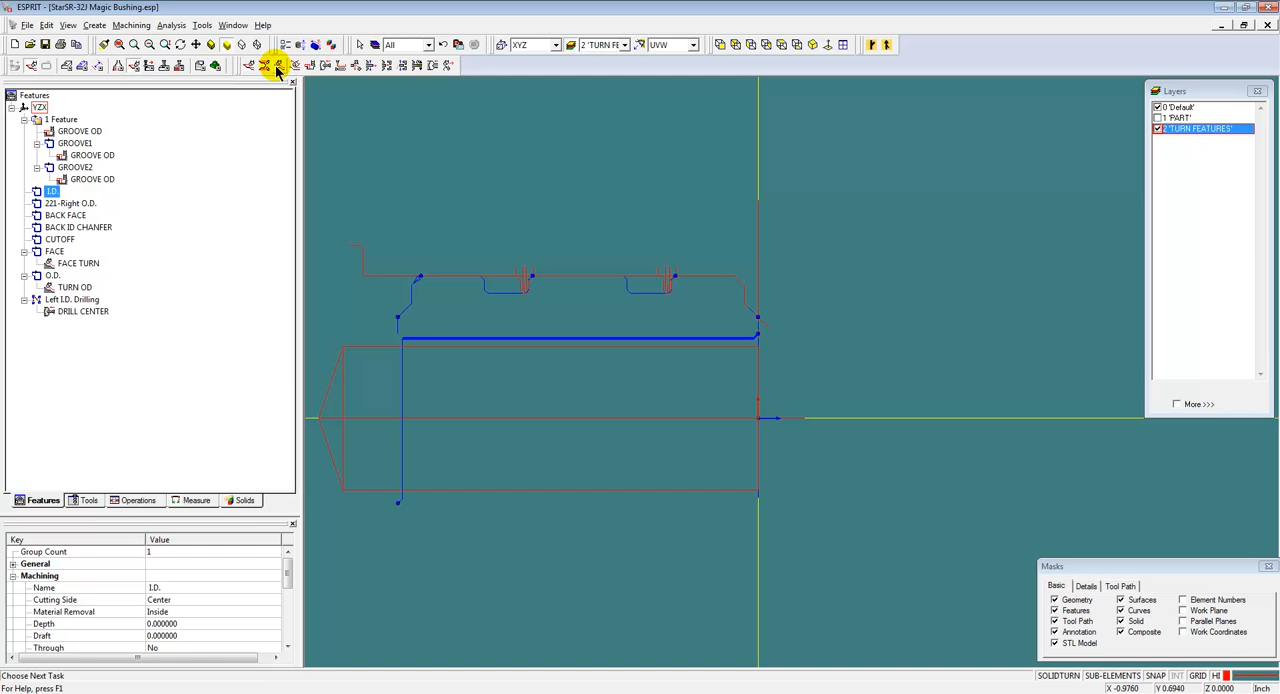 ESPRIT - [StarSR-32J Magic Bushing.esp]
File Edit View Create Machining Analysis Tools Window Help
All XYZ 2 'TURN FE UVW
Features
YZX
1 Feature
GROOVE OD
GROOVE1
GROOVE OD
GROOVE2
GROOVE OD
I.D.
221-Right O.D.
BACK FACE
BACK ID CHANFER
CUTOFF
FACE
FACE TURN
O.D.
TURN OD
Left I.D. Drilling
DRILL CENTER
Features Tools Operations Measure Solids
Key Value
Group Count 1
General
Machining
Name I.D.
Cutting Side Center
Material Removal Inside
Depth 0.000000
Draft 0.000000
Through No
Layers
0 'Default'
1 'PART'
2 'TURN FEATURES'
More >>>
Masks
Basic Details Tool Path
Geometry Surfaces Element Numbers
Features Curves Work Plane
Tool Path Solid Parallel Planes
Annotation Composite Work Coordinates
STL Model
Choose Next Task
SOLIDTURN SUB-ELEMENTS SNAP INT GRID HI
For Help, press F1
X -0.9760 Y 0.6940 Z 0.0000 Inch